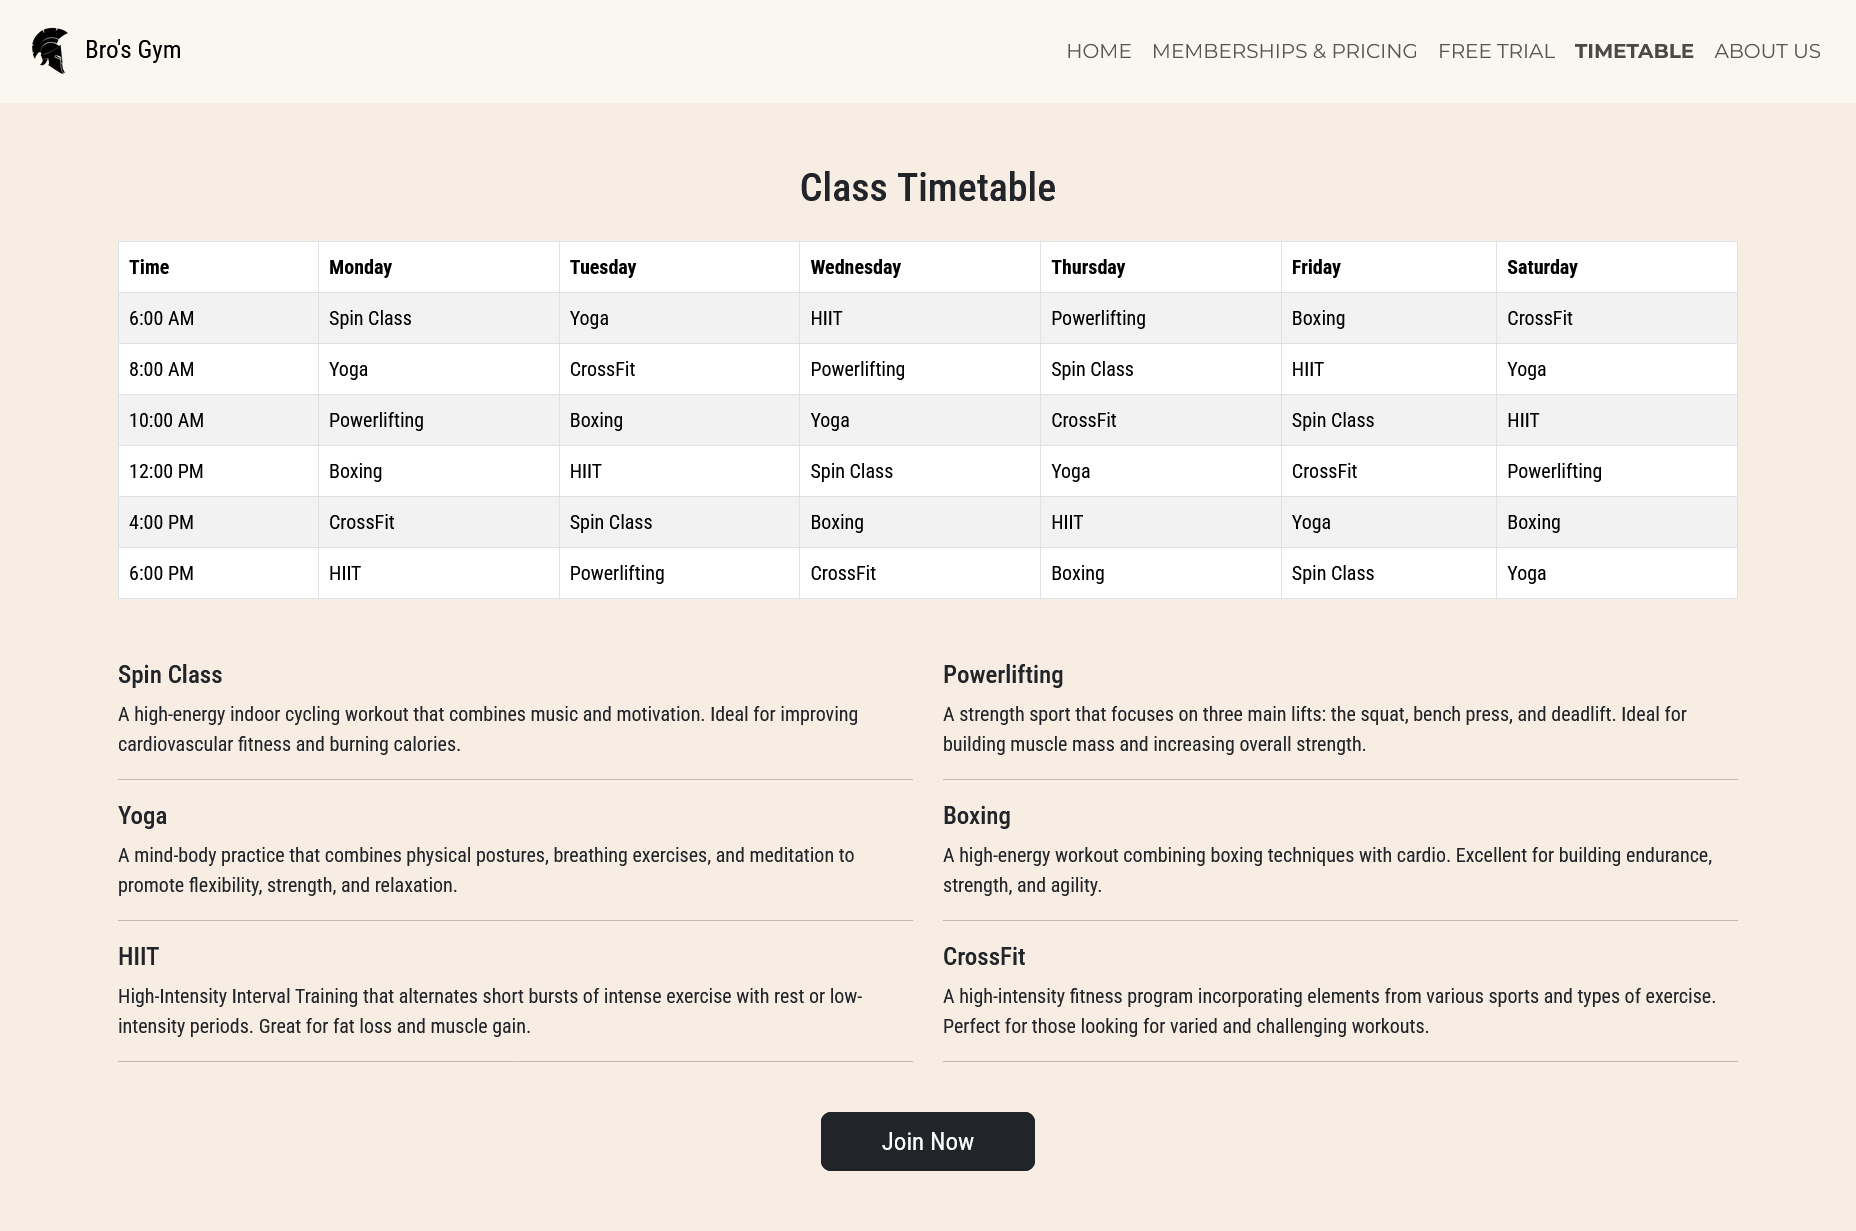 Bro's Gym
HOME MEMBERSHIPS & PRICING FREE TRIAL TIMETABLE ABOUT US
Class Timetable
Time Monday Tuesday Wednesday Thursday Friday Saturday
6:00 AM Spin Class Yoga HIIT Powerlifting Boxing CrossFit
8:00 AM Yoga CrossFit Powerlifting Spin Class HIIT Yoga
10:00 AM Powerlifting Boxing Yoga CrossFit Spin Class HIIT
12:00 PM Boxing HIIT Spin Class Yoga CrossFit Powerlifting
4:00 PM CrossFit Spin Class Boxing HIIT Yoga Boxing
6:00 PM HIIT Powerlifting CrossFit Boxing Spin Class Yoga
Spin Class
A high-energy indoor cycling workout that combines music and motivation. Ideal for improving
cardiovascular fitness and burning calories.
Powerlifting
A strength sport that focuses on three main lifts: the squat, bench press, and deadlift. Ideal for
building muscle mass and increasing overall strength.
Yoga
A mind-body practice that combines physical postures, breathing exercises, and meditation to
promote flexibility, strength, and relaxation.
Boxing
A high-energy workout combining boxing techniques with cardio. Excellent for building endurance,
strength, and agility.
HIIT
High-Intensity Interval Training that alternates short bursts of intense exercise with rest or low-
intensity periods. Great for fat loss and muscle gain.
CrossFit
A high-intensity fitness program incorporating elements from various sports and types of exercise.
Perfect for those looking for varied and challenging workouts.
Join Now